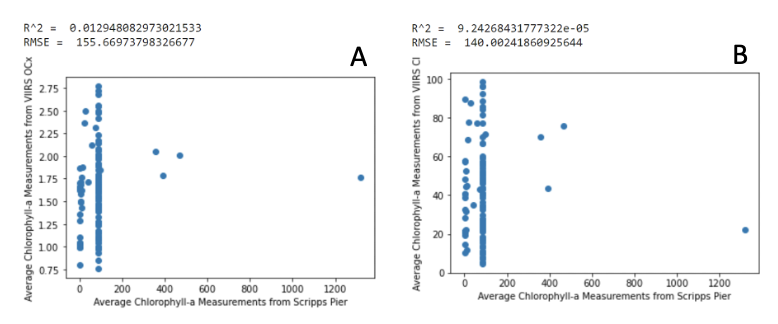 R^2 =  0.012948082973021533
RMSE =  155.66973798326677
A
Average Chlorophyll-a Measurements from VIIRS OCx
2.75
2.50
2.25
2.00
1.75
1.50
1.25
1.00
0.75
0 200 400 600 800 1000 1200
Average Chlorophyll-a Measurements from Scripps Pier
R^2 =  9.24268431777322e-05
RMSE =  140.00241860925644
B
Average Chlorophyll-a Measurements from VIIRS CI
100
80
60
40
20
0
0 200 400 600 800 1000 1200
Average Chlorophyll-a Measurements from Scripps Pier